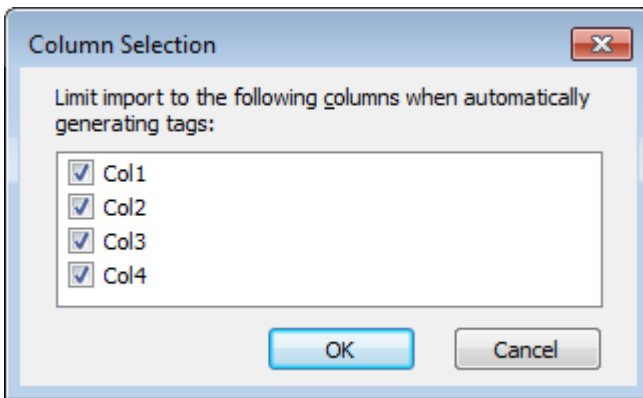 Column Selection
Limit import to the following columns when automatically
generating tags:
Col1
Col2
Col3
Col4
OK
Cancel